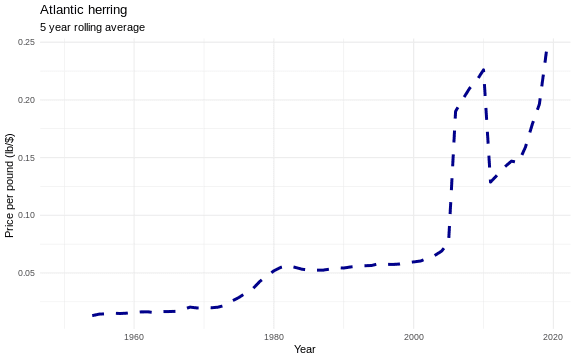 Atlantic herring
5 year rolling average
0.25
0.20
0.15
0.10
0.05
Price per pound (lb/$)
1960 1980 2000 2020
Year